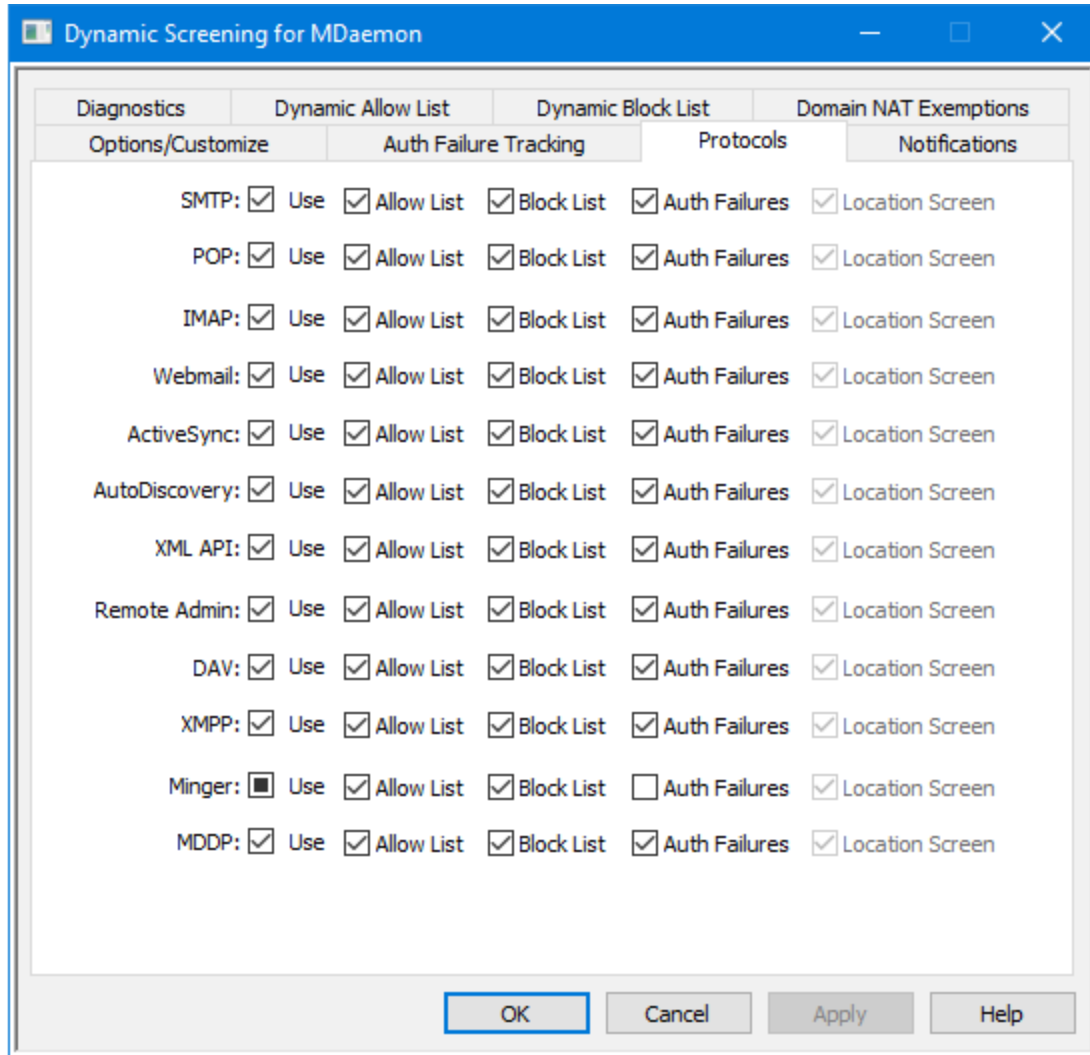 Dynamic Screening for MDaemon
Diagnostics Dynamic Allow List Dynamic Block List Domain NAT Exemptions
Options/Customize Auth Failure Tracking Protocols Notifications
SMTP: Use Allow List Block List Auth Failures Location Screen
POP: Use Allow List Block List Auth Failures Location Screen
IMAP: Use Allow List Block List Auth Failures Location Screen
Webmail: Use Allow List Block List Auth Failures Location Screen
ActiveSync: Use Allow List Block List Auth Failures Location Screen
AutoDiscovery: Use Allow List Block List Auth Failures Location Screen
XML API: Use Allow List Block List Auth Failures Location Screen
Remote Admin: Use Allow List Block List Auth Failures Location Screen
DAV: Use Allow List Block List Auth Failures Location Screen
XMPP: Use Allow List Block List Auth Failures Location Screen
Minger: Use Allow List Block List Auth Failures Location Screen
MDDP: Use Allow List Block List Auth Failures Location Screen
OK Cancel Apply Help